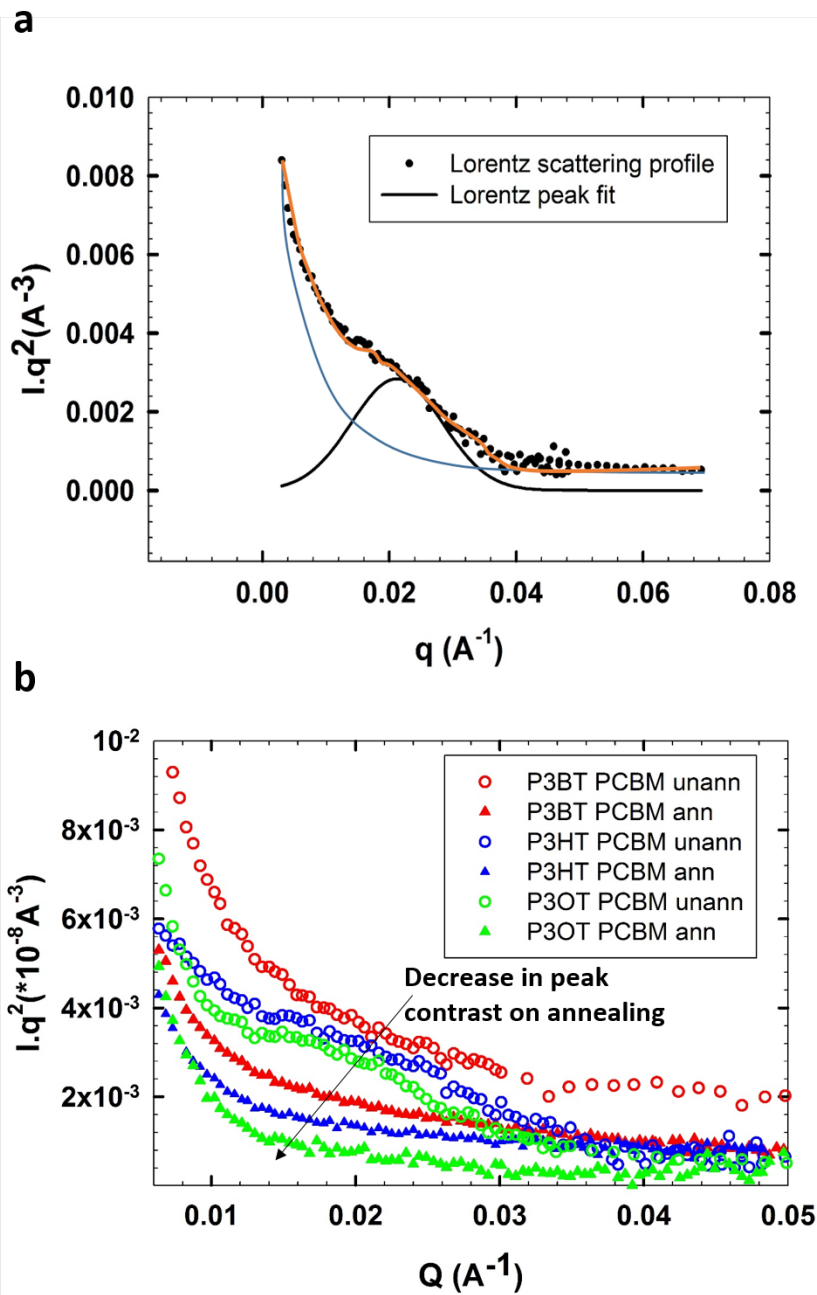 a
0.010
0.008
0.006
0.004
0.002
0.000
I.q²(A⁻³)
Lorentz scattering profile
Lorentz peak fit
0.00 0.02 0.04 0.06 0.08
q (A⁻¹)
b
10⁻²
8x10⁻³
6x10⁻³
4x10⁻³
2x10⁻³
I.q²(*10⁻⁸A⁻³)
P3BT PCBM unann
P3BT PCBM ann
P3HT PCBM unann
P3HT PCBM ann
P3OT PCBM unann
P3OT PCBM ann
Decrease in peak
contrast on annealing
0.01 0.02 0.03 0.04 0.05
Q (A⁻¹)